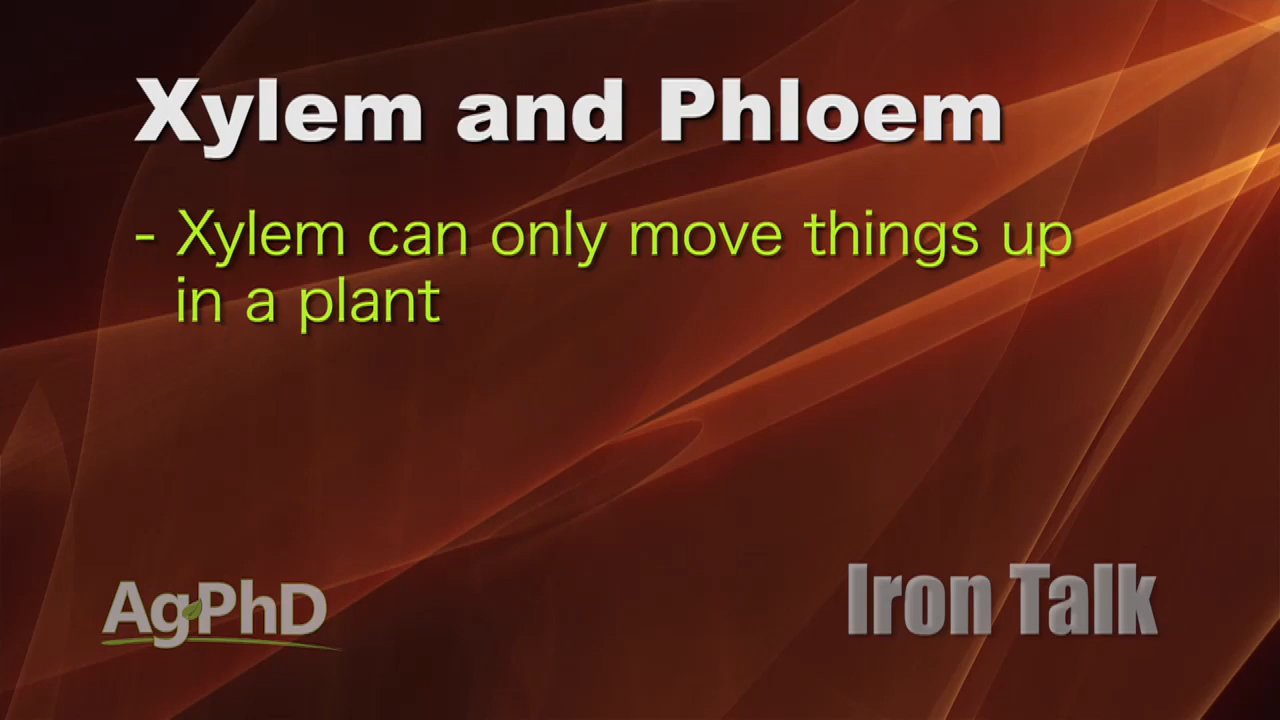 Xylem and Phloem
- Xylem can only move things up
in a plant
AgPhD
Iron Talk